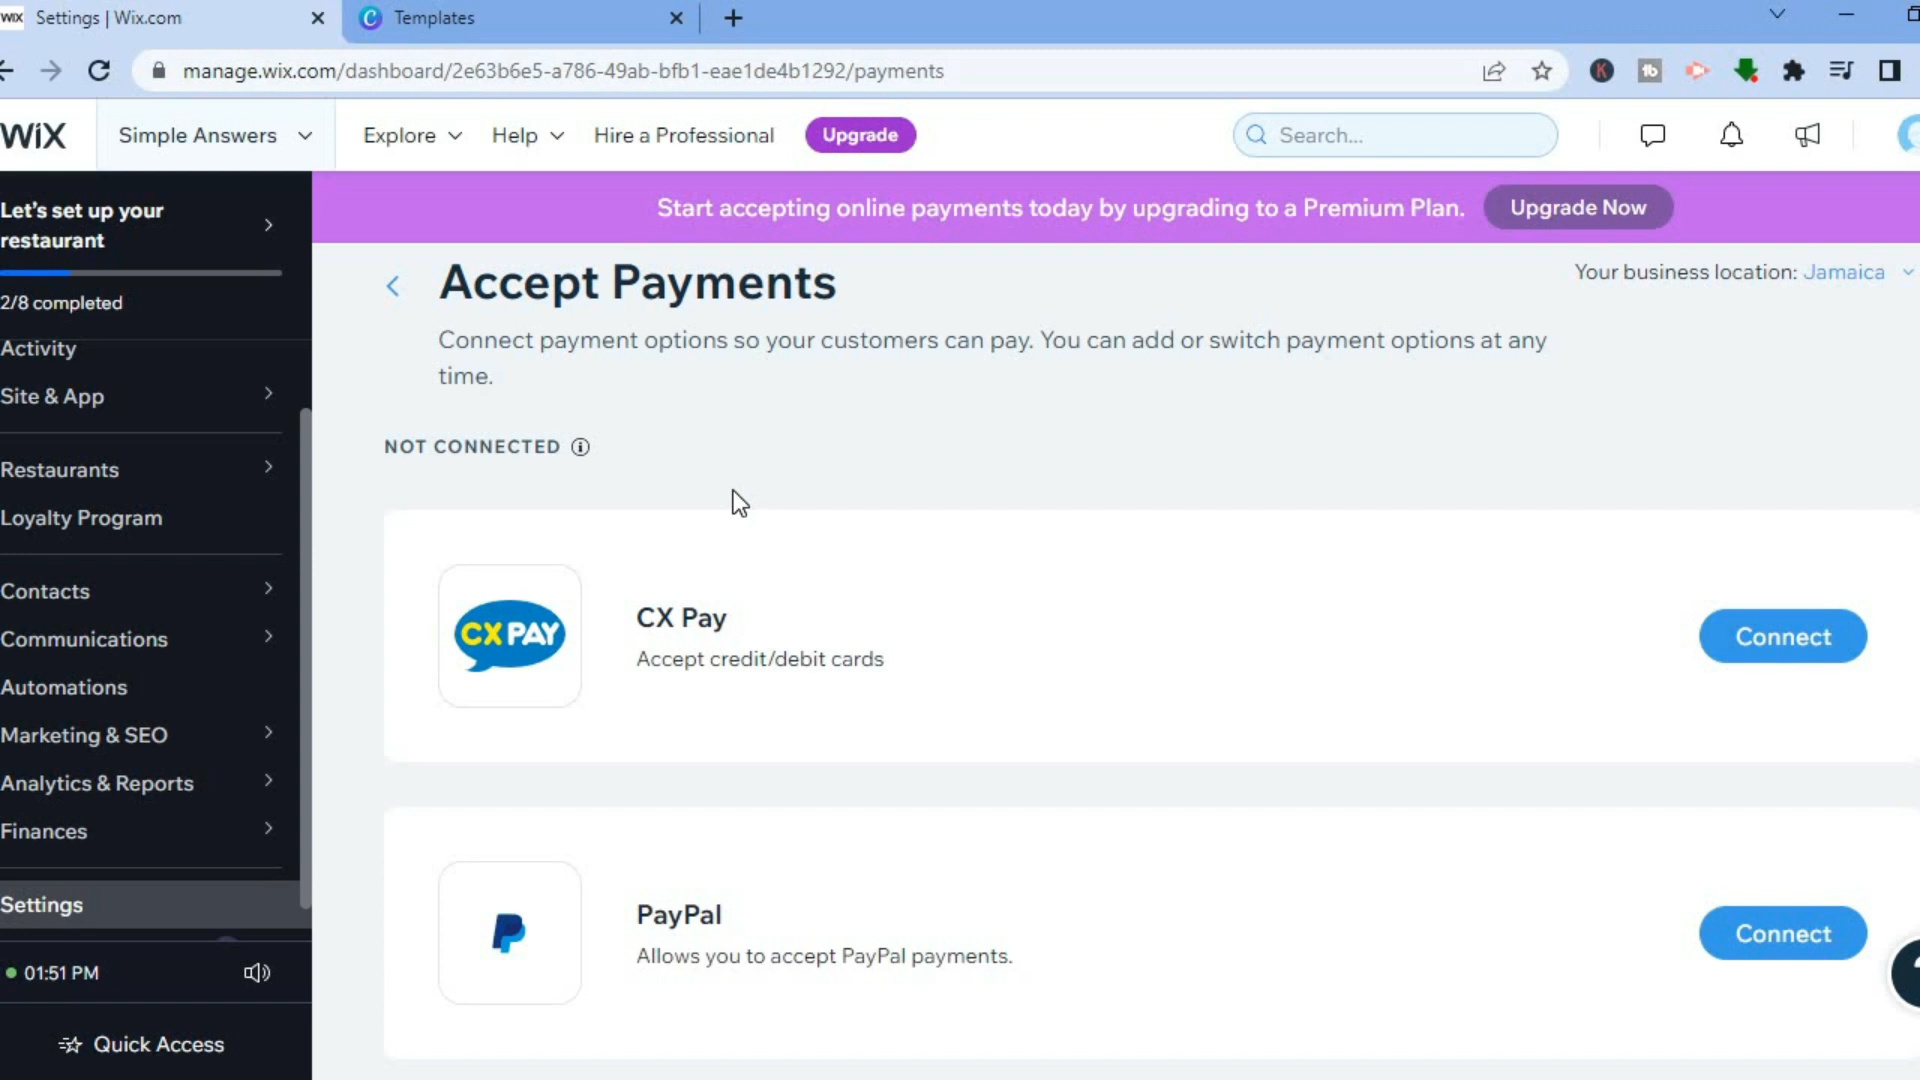 WIX Settings | Wix.com
Templates
manage.wix.com/dashboard/2e63b6e5-a786-49ab-bfb1-eae1de4b1292/payments
K
tb
WiX
Simple Answers
Explore
Help
Hire a Professional
Upgrade
Search...
Let's set up your
restaurant
2/8 completed
Activity
Site & App
Restaurants
Loyalty Program
Contacts
Communications
Automations
Marketing & SEO
Analytics & Reports
Finances
Settings
01:51 PM
Quick Access
Start accepting online payments today by upgrading to a Premium Plan.
Upgrade Now
Accept Payments
Your business location: Jamaica
Connect payment options so your customers can pay. You can add or switch payment options at any
time.
NOT CONNECTED
CX PAY
CX Pay
Accept credit/debit cards
Connect
PayPal
Allows you to accept PayPal payments.
Connect